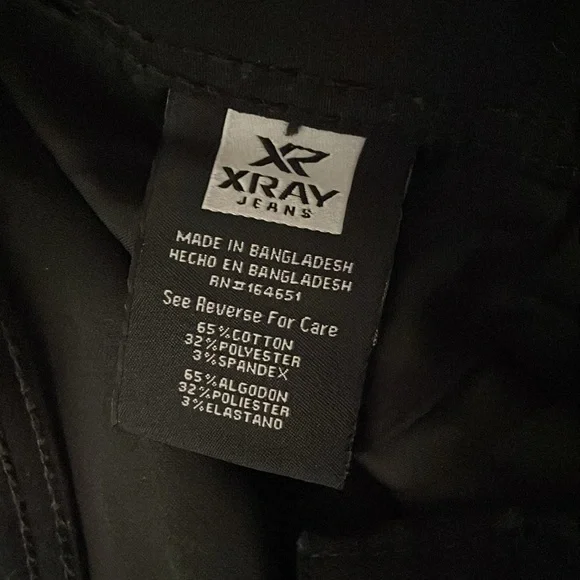 XR
XRAY
JEANS
MADE IN BANGLADESH
HECHO EN BANGLADESH
RN#164651
See Reverse For Care
65%COTTON
32%POLYESTER
3%SPANDEX
65%ALGODON
32%POLIESTER
3%ELASTANO